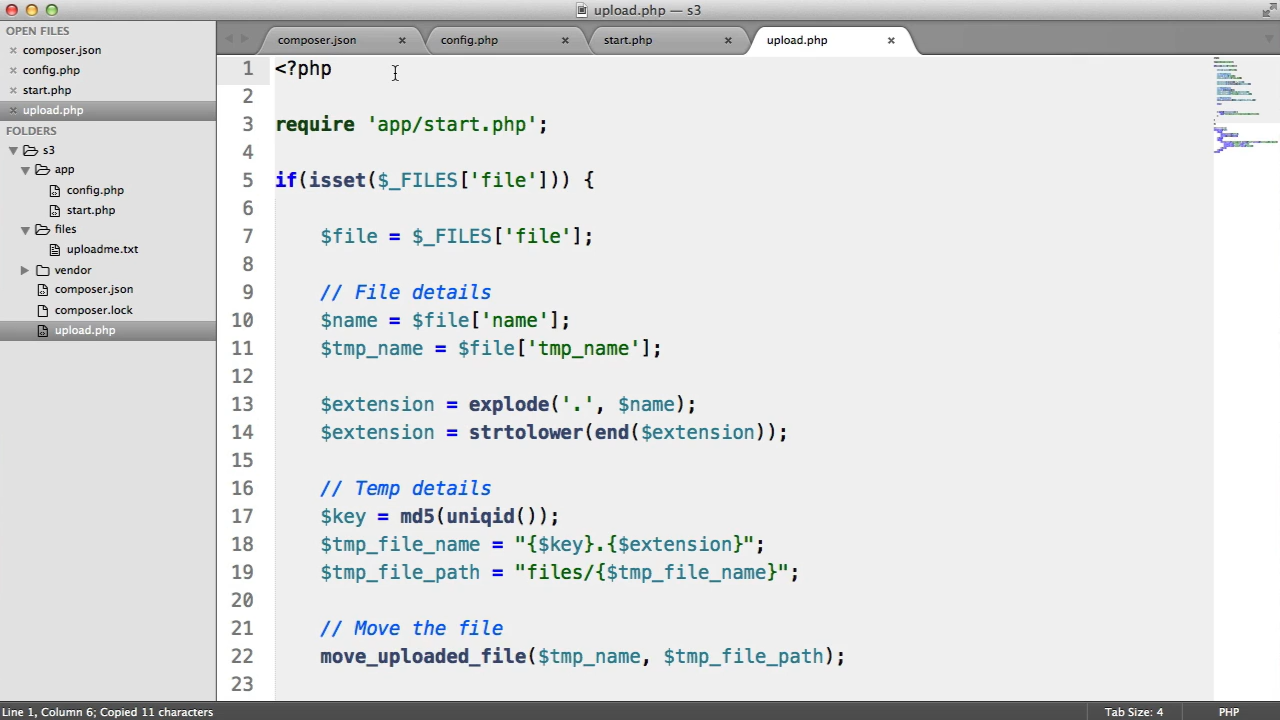 upload.php — s3
OPEN FILES
composer.json
config.php
start.php
upload.php
FOLDERS
s3
app
config.php
start.php
files
uploadme.txt
vendor
composer.json
composer.lock
upload.php
composer.json config.php start.php upload.php
1 <?php
2
3 require 'app/start.php';
4
5 if(isset($_FILES['file'])) {
6
7 $file = $_FILES['file'];
8
9 // File details
10 $name = $file['name'];
11 $tmp_name = $file['tmp_name'];
12
13 $extension = explode('.', $name);
14 $extension = strtolower(end($extension));
15
16 // Temp details
17 $key = md5(uniqid());
18 $tmp_file_name = "{$key}.{$extension}";
19 $tmp_file_path = "files/{$tmp_file_name}";
20
21 // Move the file
22 move_uploaded_file($tmp_name, $tmp_file_path);
23
Line 1, Column 6; Copied 11 characters Tab Size: 4 PHP